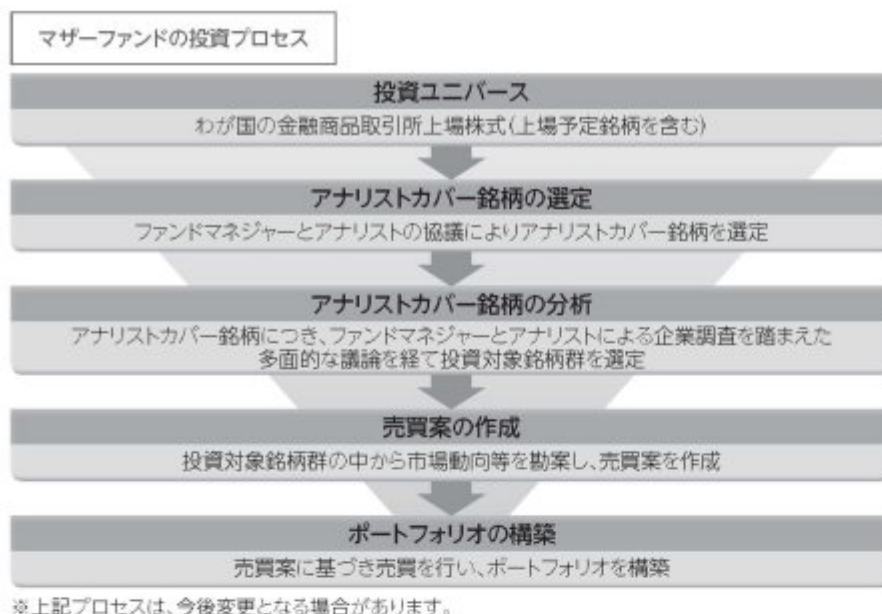 マザーファンドの投資プロセス
投資ユニバース
わが国の金融商品取引所上場株式(上場予定銘柄を含む)
アナリストカバー銘柄の選定
ファンドマネジャーとアナリストの協議によりアナリストカバー銘柄を選定
アナリストカバー銘柄の分析
アナリストカバー銘柄につき、ファンドマネジャーとアナリストによる企業調査を踏まえた
多面的な議論を経て投資対象銘柄群を選定
売買案の作成
投資対象銘柄群の中から市場動向等を勘案し、売買案を作成
ポートフォリオの構築
売買案に基づき売買を行い、ポートフォリオを構築
※上記プロセスは、今後変更となる場合があります。